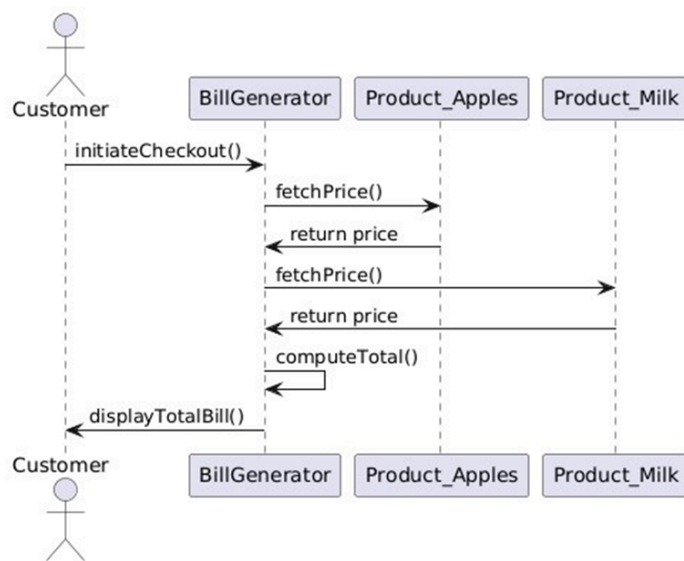 Customer
BillGenerator
Product_Apples
Product_Milk
initiateCheckout()
fetchPrice()
return price
fetchPrice()
return price
computeTotal()
displayTotalBill()
Customer
BillGenerator
Product_Apples
Product_Milk